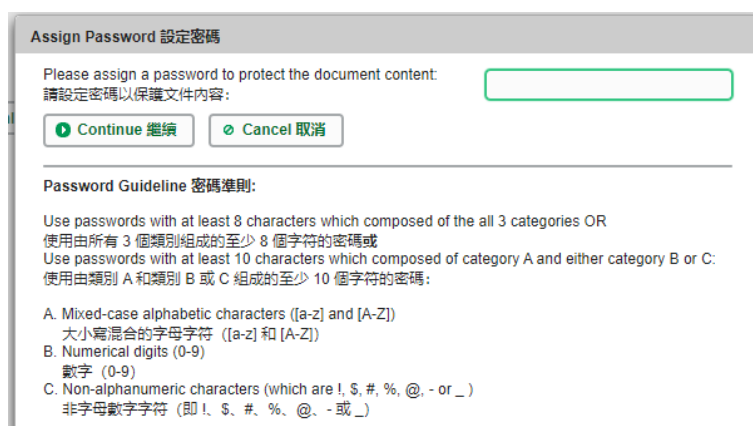 Assign Password 設定密碼
Please assign a password to protect the document content:
請設定密碼以保護文件內容：
Continue 繼續
Cancel 取消
Password Guideline 密碼準則:
Use passwords with at least 8 characters which composed of the all 3 categories OR
使用由所有 3 個類別組成的至少 8 個字符的密碼或
Use passwords with at least 10 characters which composed of category A and either category B or C:
使用由類別 A 和類別 B 或 C 組成的至少 10 個字符的密碼：
A. Mixed-case alphabetic characters ([a-z] and [A-Z])
大小寫混合的字母字符（[a-z] 和 [A-Z]）
B. Numerical digits (0-9)
數字（0-9）
C. Non-alphanumeric characters (which are !, $, #, %, @, - or _ )
非字母數字字符（即 !、$、#、%、@、- 或 _）